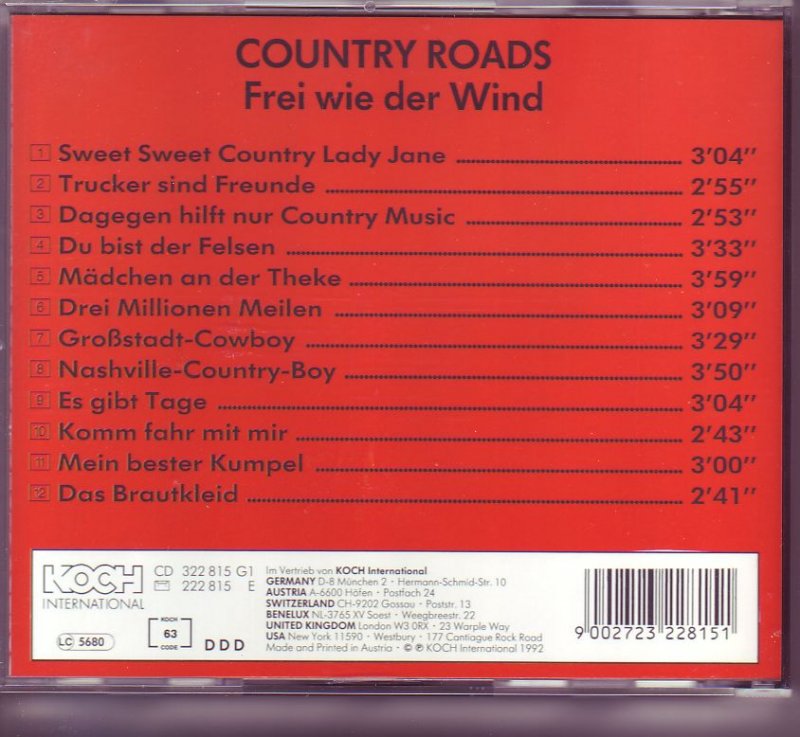 COUNTRY ROADS
Frei wie der Wind
1 Sweet Sweet Country Lady Jane 3'04"
2 Trucker sind Freunde 2'55"
3 Dagegen hilft nur Country Music 2'53"
4 Du bist der Felsen 3'33"
5 Mädchen an der Theke 3'59"
6 Drei Millionen Meilen 3'09"
7 Großstadt-Cowboy 3'29"
8 Nashville-Country-Boy 3'50"
9 Es gibt Tage 3'04"
10 Komm fahr mit mir 2'43"
11 Mein bester Kumpel 3'00"
12 Das Brautkleid 2'41"
KOCH
INTERNATIONAL
CD 322 815 G1
222 815 E
LC 5680
KOCH
63
CODE
DDD
Im Vertrieb von KOCH International
GERMANY D-8 München 2 · Hermann-Schmid-Str. 10
AUSTRIA A-6600 Höfen · Postfach 24
SWITZERLAND CH-9202 Gossau · Poststr. 13
BENELUX NL-3765 XV Soest · Weegbreestr. 22
UNITED KINGDOM London W3 0RX · 23 Warple Way
USA New York 11590 · Westbury · 177 Cantiague Rock Road
Made and Printed in Austria · © ℗ KOCH International 1992
9 002723 228151